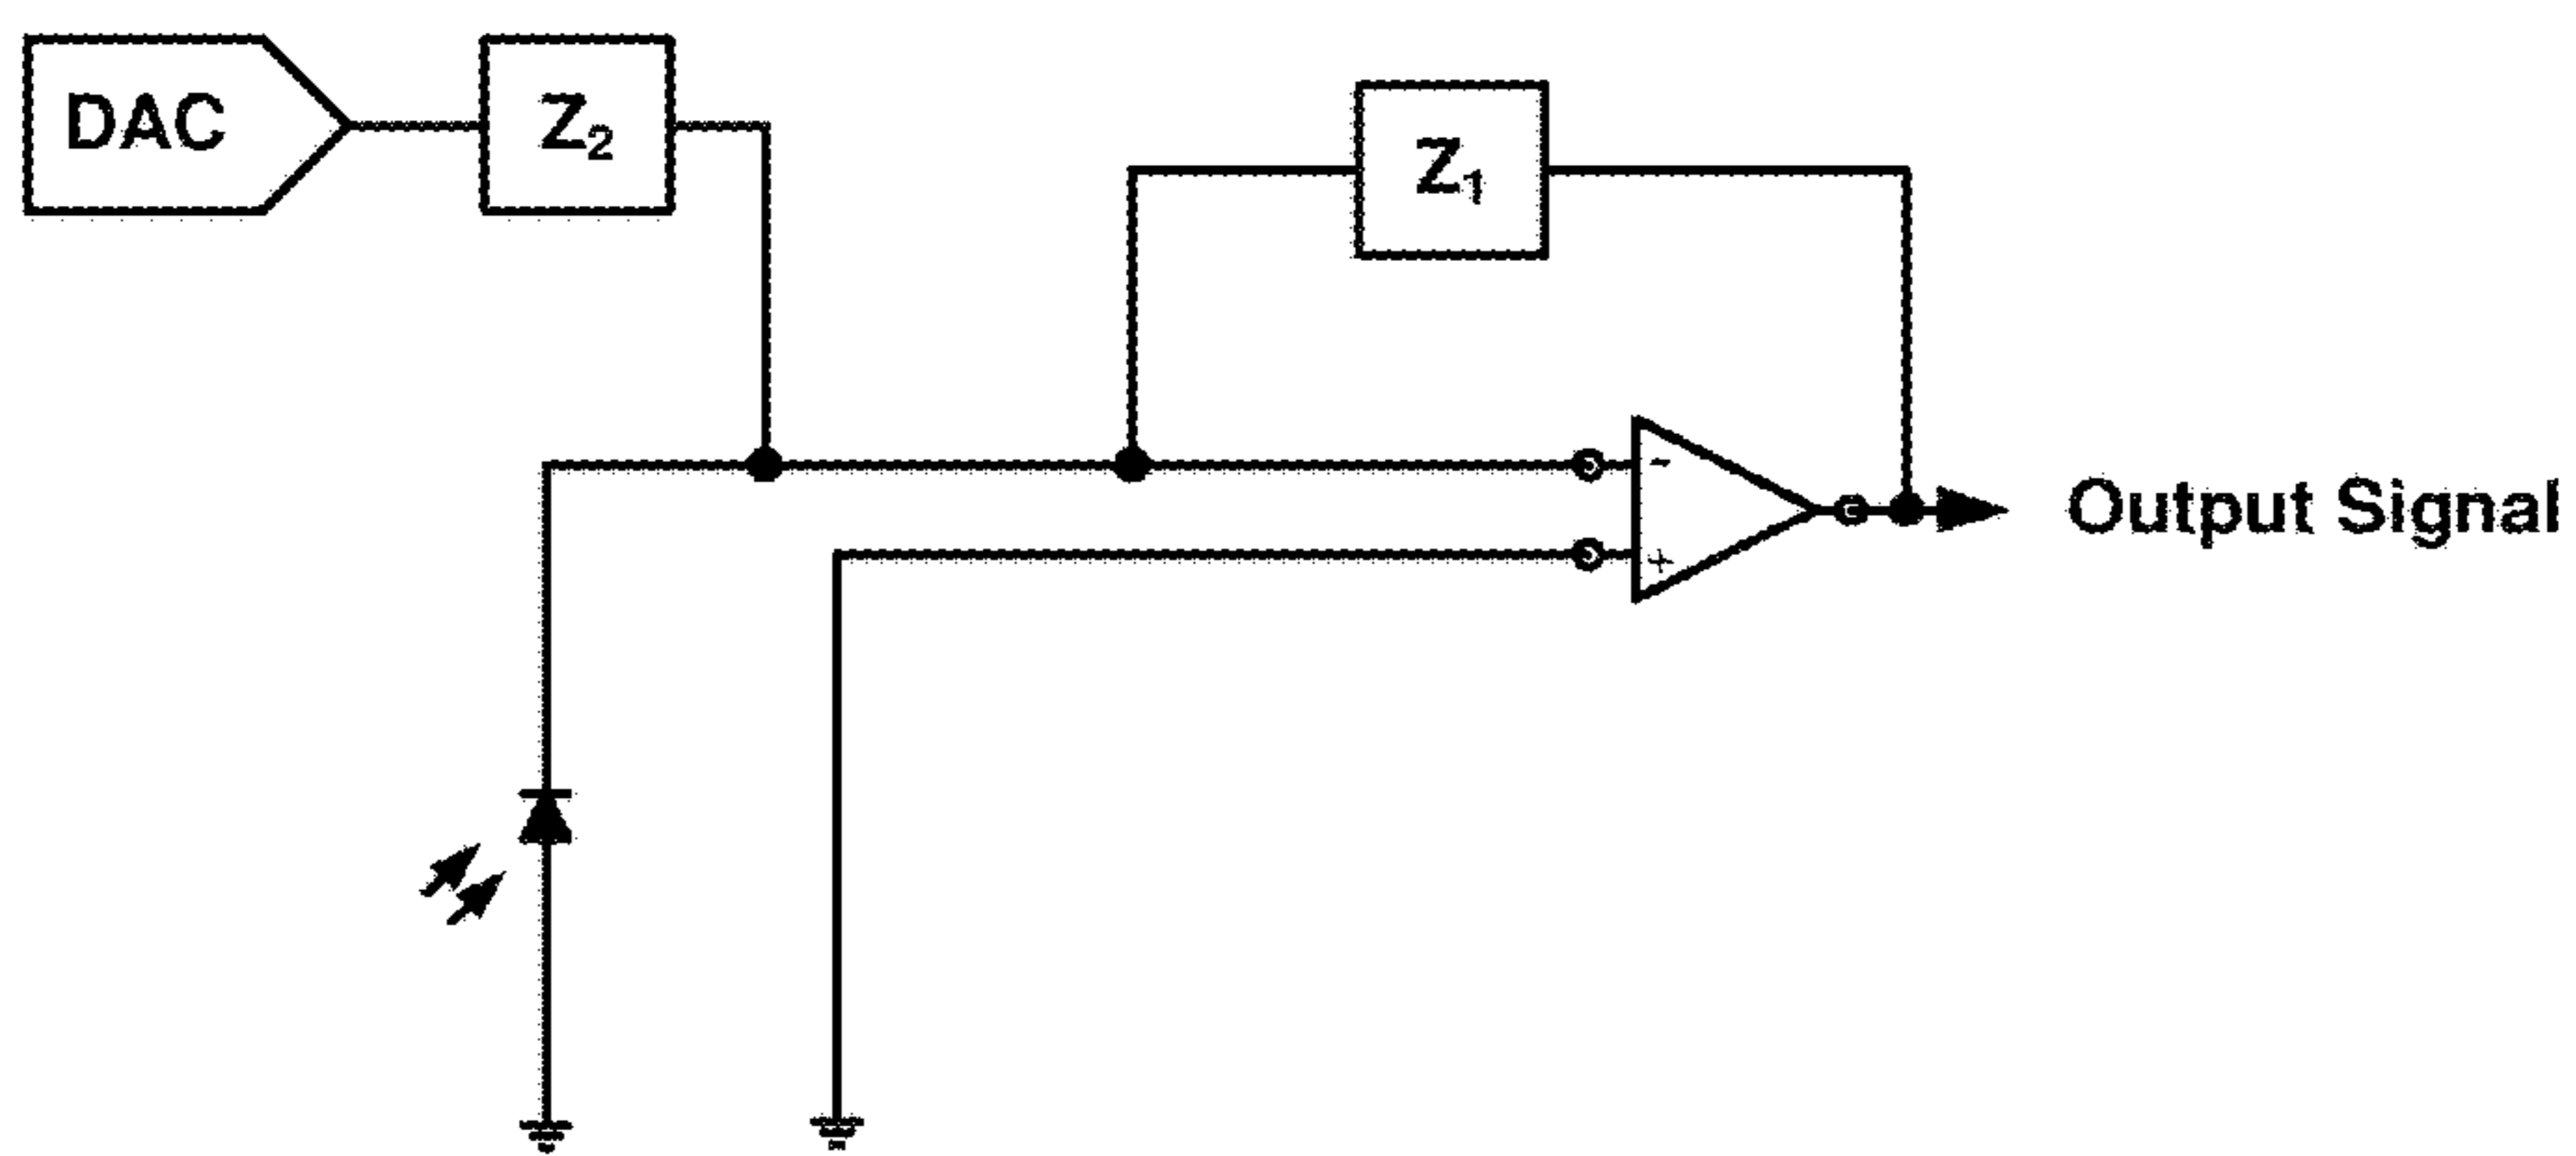 DAC
Z₂
Z₁
-
+
Output Signal